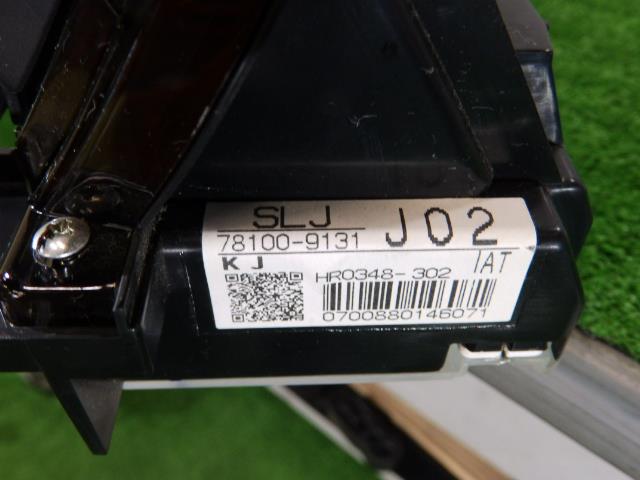 SLJ
78100-9131 J02
KJ
HR0348-302 IAT
0700880146071